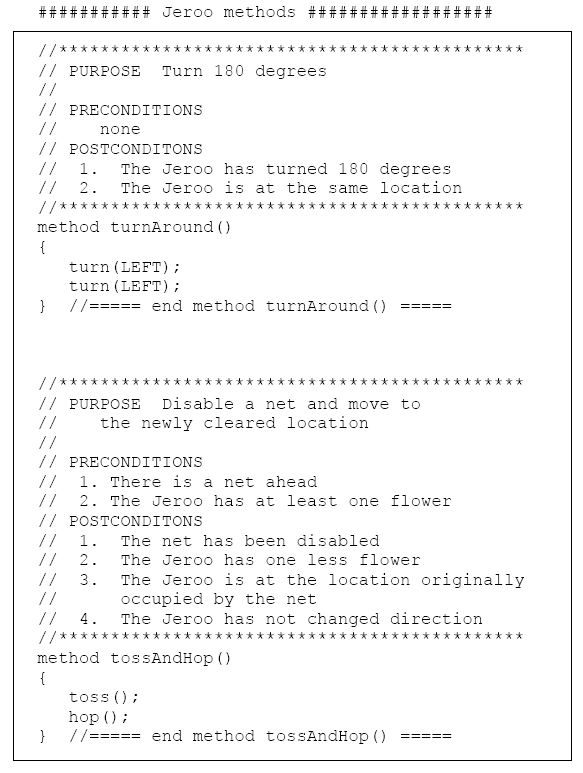 ########### Jeroo methods ##################
//*********************************************
// PURPOSE  Turn 180 degrees
//
// PRECONDITIONS
//    none
// POSTCONDITONS
//  1.  The Jeroo has turned 180 degrees
//  2.  The Jeroo is at the same location
//*********************************************
method turnAround()
{
   turn(LEFT);
   turn(LEFT);
}  //===== end method turnAround() =====
//*********************************************
// PURPOSE  Disable a net and move to
//    the newly cleared location
//
// PRECONDITIONS
//  1. There is a net ahead
//  2. The Jeroo has at least one flower
// POSTCONDITONS
//  1.  The net has been disabled
//  2.  The Jeroo has one less flower
//  3.  The Jeroo is at the location originally
//      occupied by the net
//  4.  The Jeroo has not changed direction
//*********************************************
method tossAndHop()
{
   toss();
   hop();
}  //===== end method tossAndHop() =====